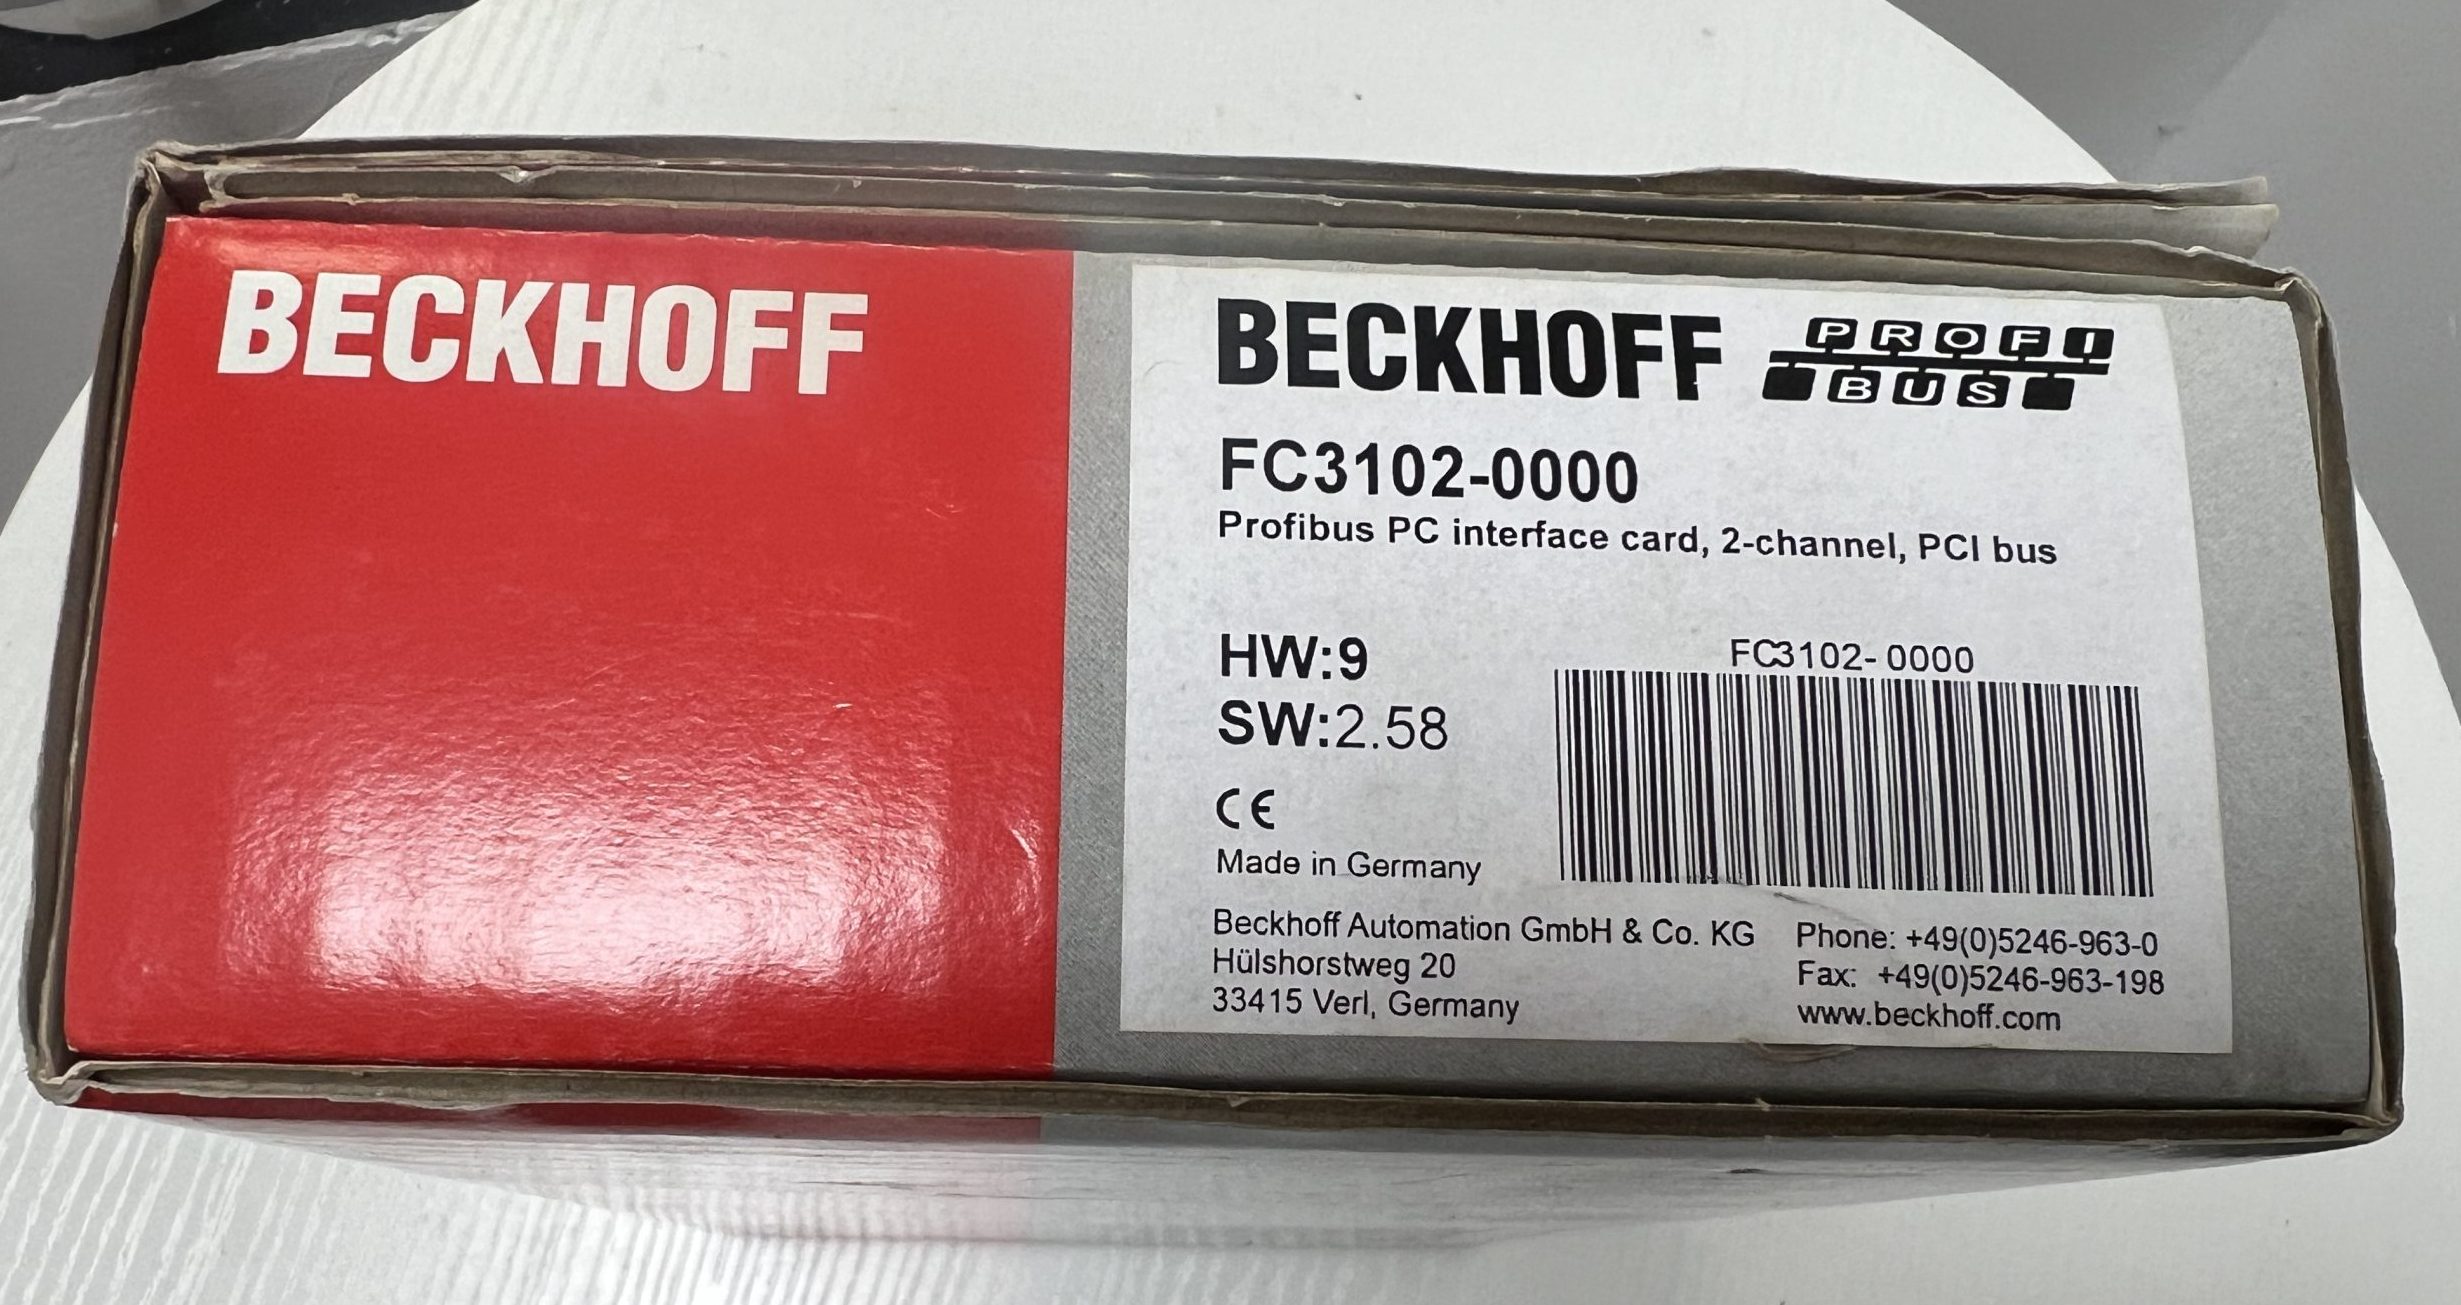 BECKHOFF
BECKHOFF PROFI
BUS
FC3102-0000
Profibus PC interface card, 2-channel, PCI bus
HW:9
SW:2.58
FC3102- 0000
CE
Made in Germany
Beckhoff Automation GmbH & Co. KG
Hülshorstweg 20
33415 Verl, Germany
Phone: +49(0)5246-963-0
Fax: +49(0)5246-963-198
www.beckhoff.com